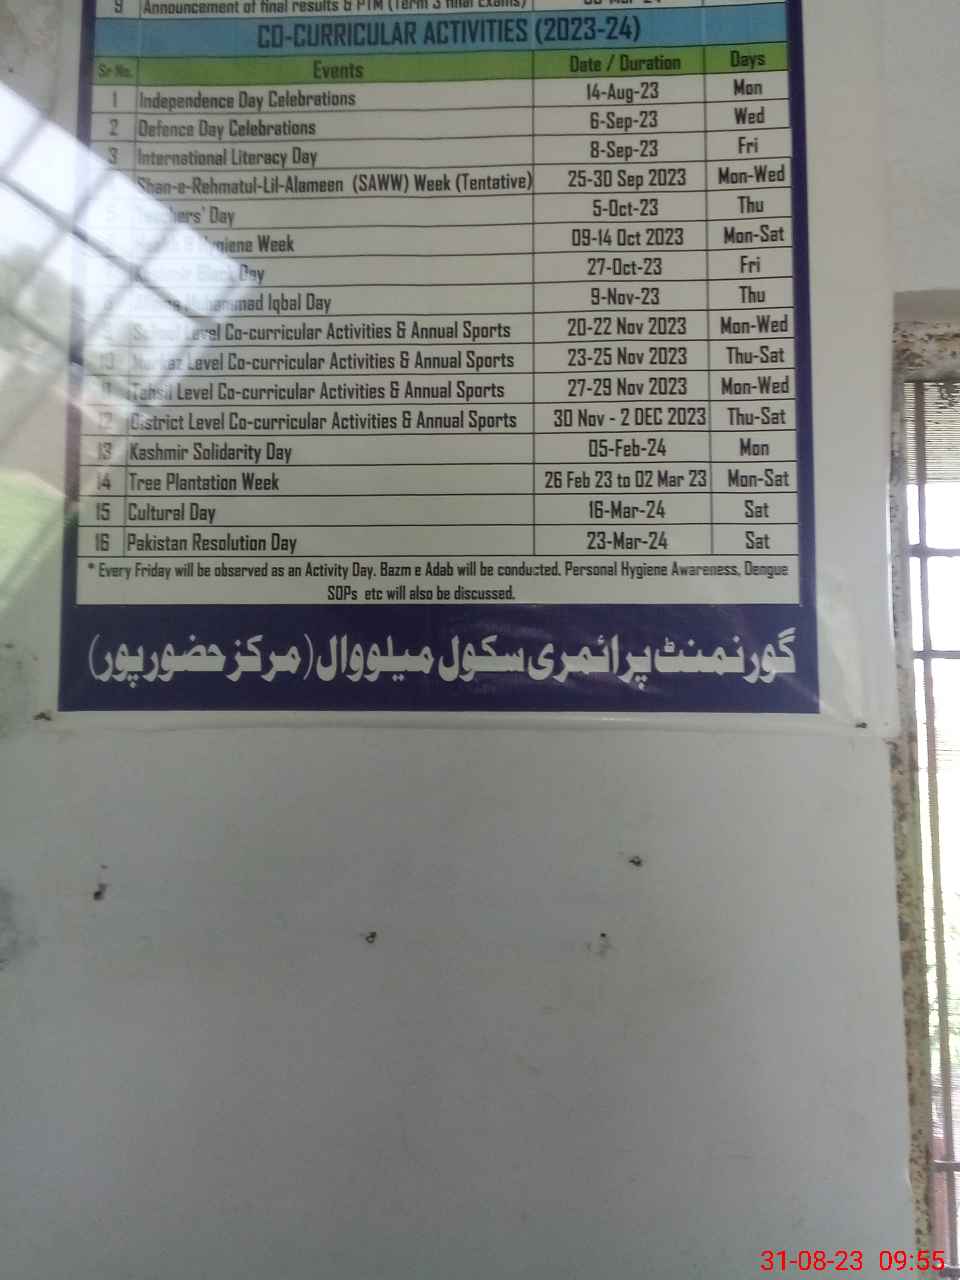 9 Announcement of final results & PTM (Term 3 final Exams)
CO-CURRICULAR ACTIVITIES (2023-24)
Sr No. Events Date / Duration Days
1 Independence Day Celebrations 14-Aug-23 Mon
2 Defence Day Celebrations 6-Sep-23 Wed
3 International Literacy Day 8-Sep-23 Fri
Shan-e-Rehmatul-Lil-Alameen (SAWW) Week (Tentative) 25-30 Sep 2023 Mon-Wed
Teachers' Day 5-Oct-23 Thu
Hygiene Week 09-14 Oct 2023 Mon-Sat
Kashmir Black Day 27-Oct-23 Fri
Muhammad Iqbal Day 9-Nov-23 Thu
School Level Co-curricular Activities & Annual Sports 20-22 Nov 2023 Mon-Wed
10 Markaz Level Co-curricular Activities & Annual Sports 23-25 Nov 2023 Thu-Sat
11 Tehsil Level Co-curricular Activities & Annual Sports 27-29 Nov 2023 Mon-Wed
12 District Level Co-curricular Activities & Annual Sports 30 Nov - 2 DEC 2023 Thu-Sat
13 Kashmir Solidarity Day 05-Feb-24 Mon
14 Tree Plantation Week 26 Feb 23 to 02 Mar 23 Mon-Sat
15 Cultural Day 16-Mar-24 Sat
16 Pakistan Resolution Day 23-Mar-24 Sat
* Every Friday will be observed as an Activity Day. Bazm e Adab will be conducted. Personal Hygiene Awareness, Dengue
SOPs etc will also be discussed.
گورنمنٹ پرائمری سکول میلووال (مرکز حضورپور)
31-08-23 09:55